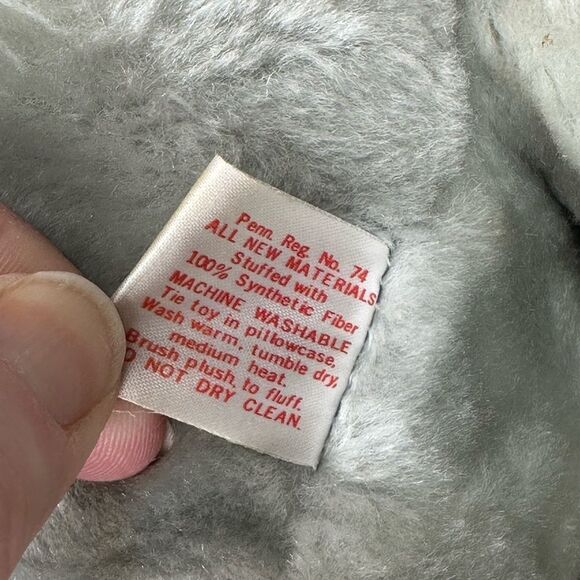 Penn. Reg. No. 74
ALL NEW MATERIALS
Stuffed with
100% Synthetic Fiber
MACHINE WASHABLE
Tie toy in pillowcase.
Wash warm, tumble dry,
medium heat.
Brush plush, to fluff.
DO NOT DRY CLEAN.